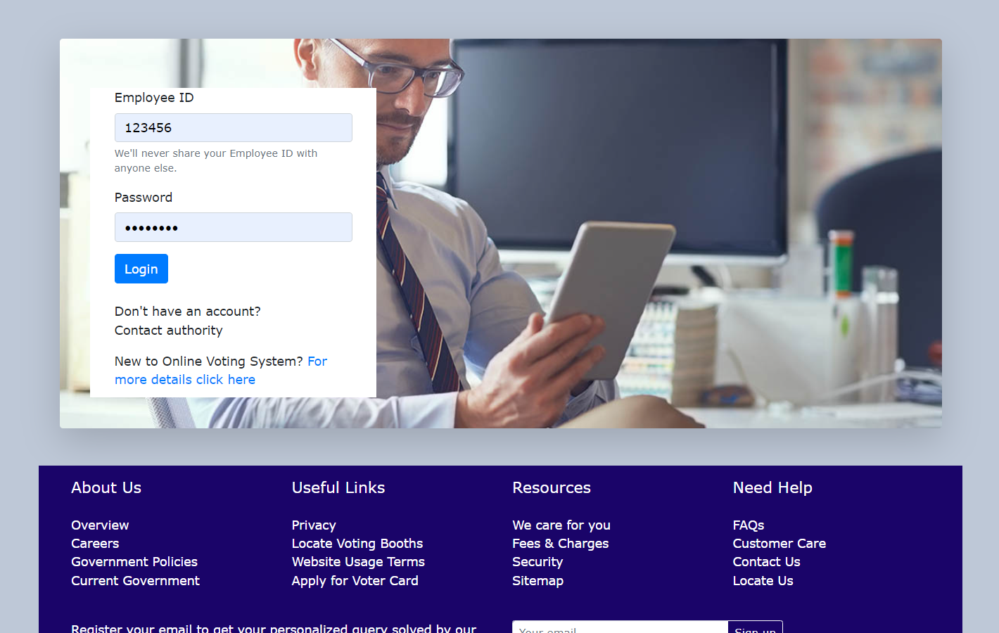 Employee ID
123456
We'll never share your Employee ID with
anyone else.
Password
••••••••
Login
Don't have an account?
Contact authority
New to Online Voting System? For
more details click here
About Us
Overview
Careers
Government Policies
Current Government
Useful Links
Privacy
Locate Voting Booths
Website Usage Terms
Apply for Voter Card
Resources
We care for you
Fees & Charges
Security
Sitemap
Need Help
FAQs
Customer Care
Contact Us
Locate Us
Register your email to get your personalized query solved by our
Your email
Sign up